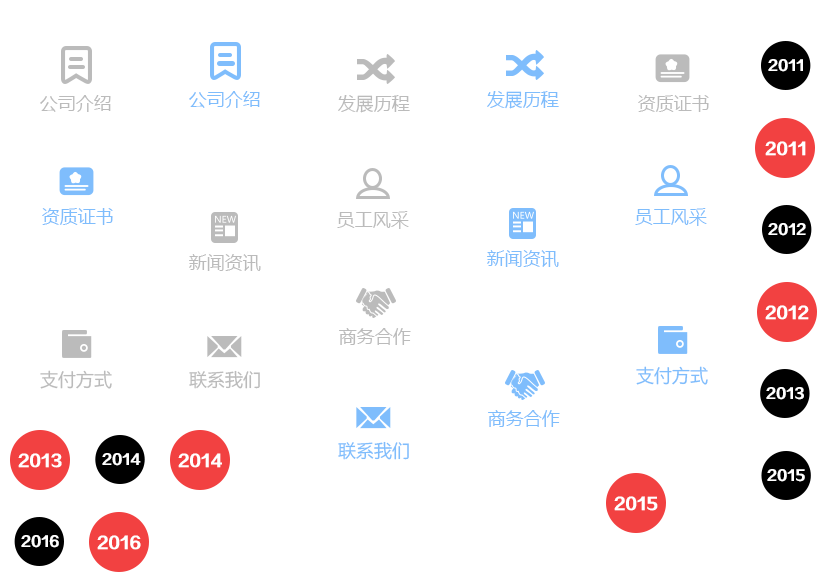 公司介绍
公司介绍
发展历程
发展历程
资质证书
2011
2011
资质证书
员工风采
员工风采
2012
NEW
新闻资讯
NEW
新闻资讯
2012
商务合作
支付方式
联系我们
支付方式
2013
商务合作
联系我们
2013
2014
2014
2015
2015
2016
2016